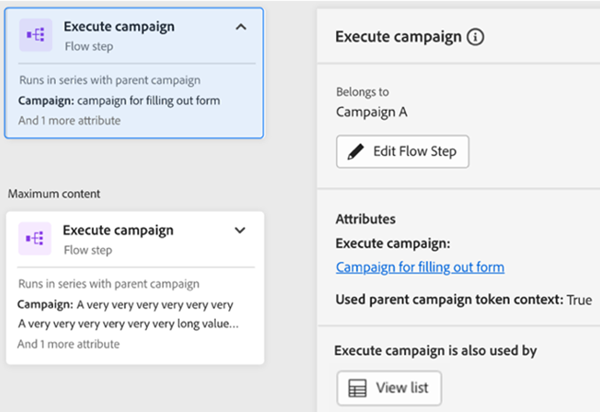 Execute campaign
Flow step
Runs in series with parent campaign
Campaign: campaign for filling out form
And 1 more attribute
Maximum content
Execute campaign
Flow step
Runs in series with parent campaign
Campaign: A very very very very very very
A very very very very very very long value...
And 1 more attribute
Execute campaign
Belongs to
Campaign A
Edit Flow Step
Attributes
Execute campaign:
Campaign for filling out form
Used parent campaign token context: True
Execute campaign is also used by
View list